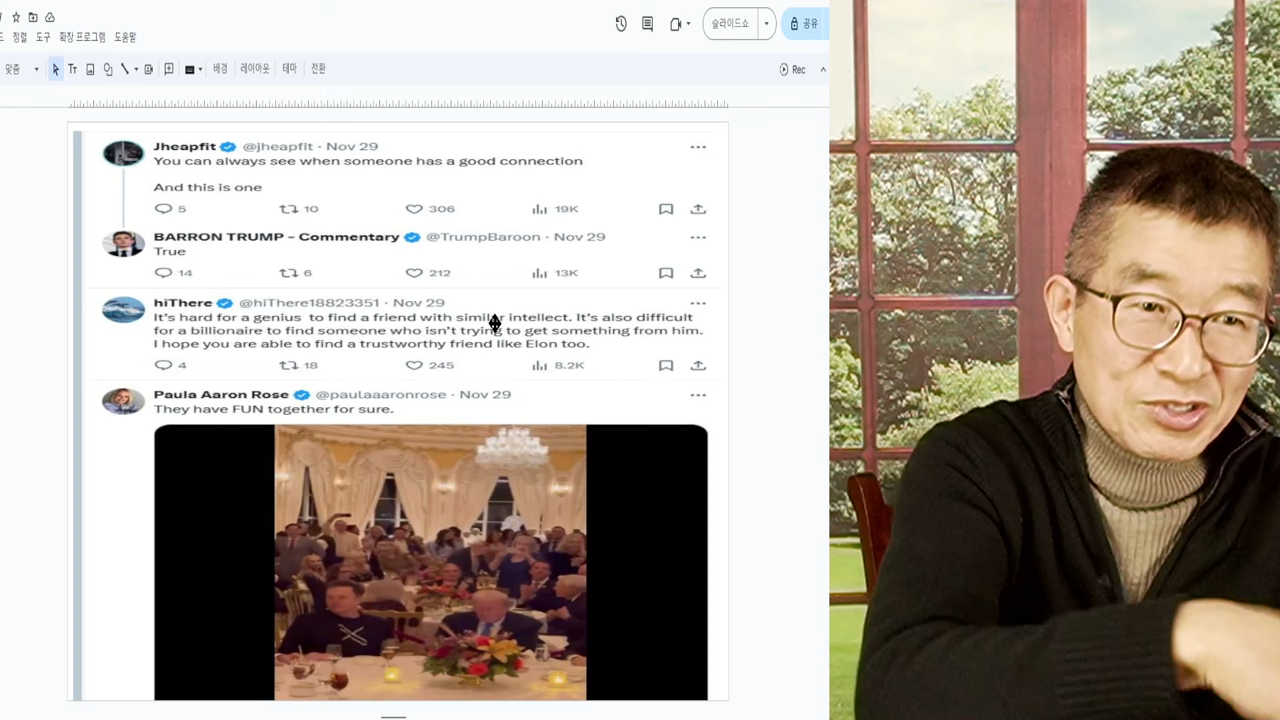 정렬 도구 확장 프로그램 도움말
슬라이드쇼
공유
맞춤
Tт
배경 레이아웃 테마 전환
Rec
Jheapfit @jheapfit · Nov 29
You can always see when someone has a good connection
And this is one
5 10 306 19K
BARRON TRUMP - Commentary @TrumpBaroon · Nov 29
True
14 6 212 13K
hiThere @hiThere18823351 · Nov 29
It's hard for a genius to find a friend with similar intellect. It's also difficult
for a billionaire to find someone who isn't trying to get something from him.
I hope you are able to find a trustworthy friend like Elon too.
4 18 245 8.2K
Paula Aaron Rose @paulaaaronrose · Nov 29
They have FUN together for sure.
X